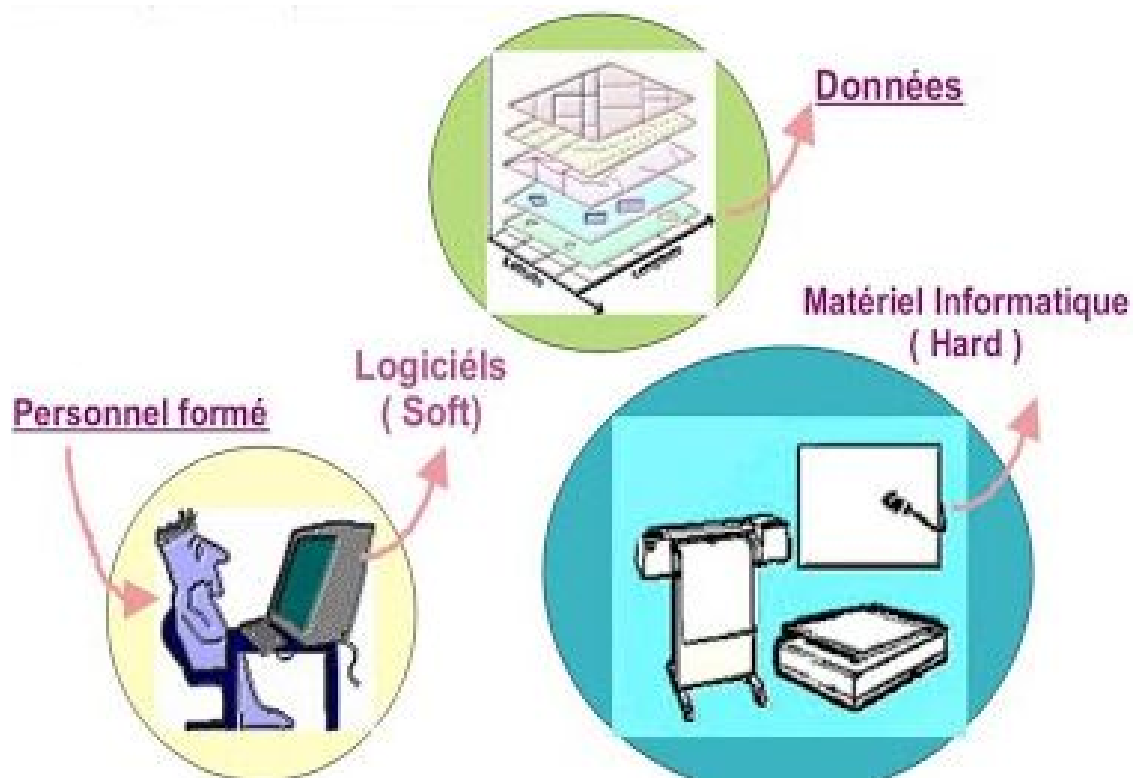 Données
Matériel Informatique
( Hard )
Logiciéls
( Soft)
Personnel formé